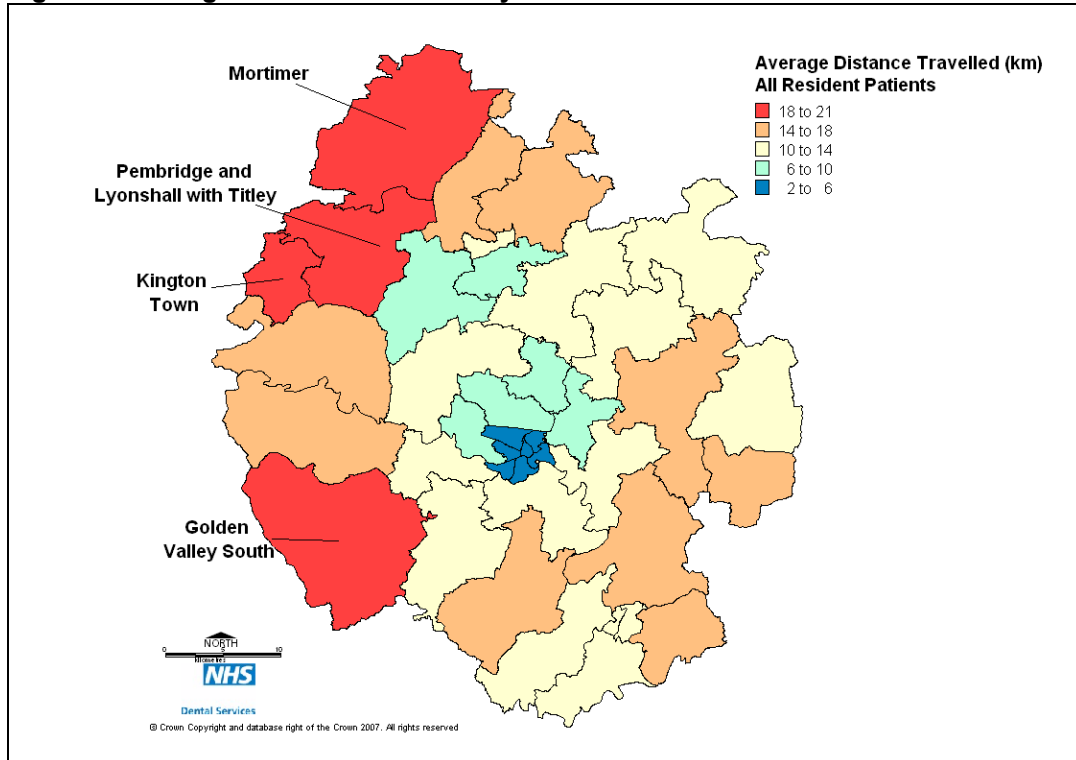 Average Distance Travelled (km)
All Resident Patients
18 to 21
14 to 18
10 to 14
6 to 10
2 to 6
Mortimer
Pembridge and
Lyonshall with Titley
Kington
Town
Golden
Valley South
NORTH
0 5 10
kilometres
NHS
Dental Services
© Crown Copyright and database right of the Crown 2007. All rights reserved